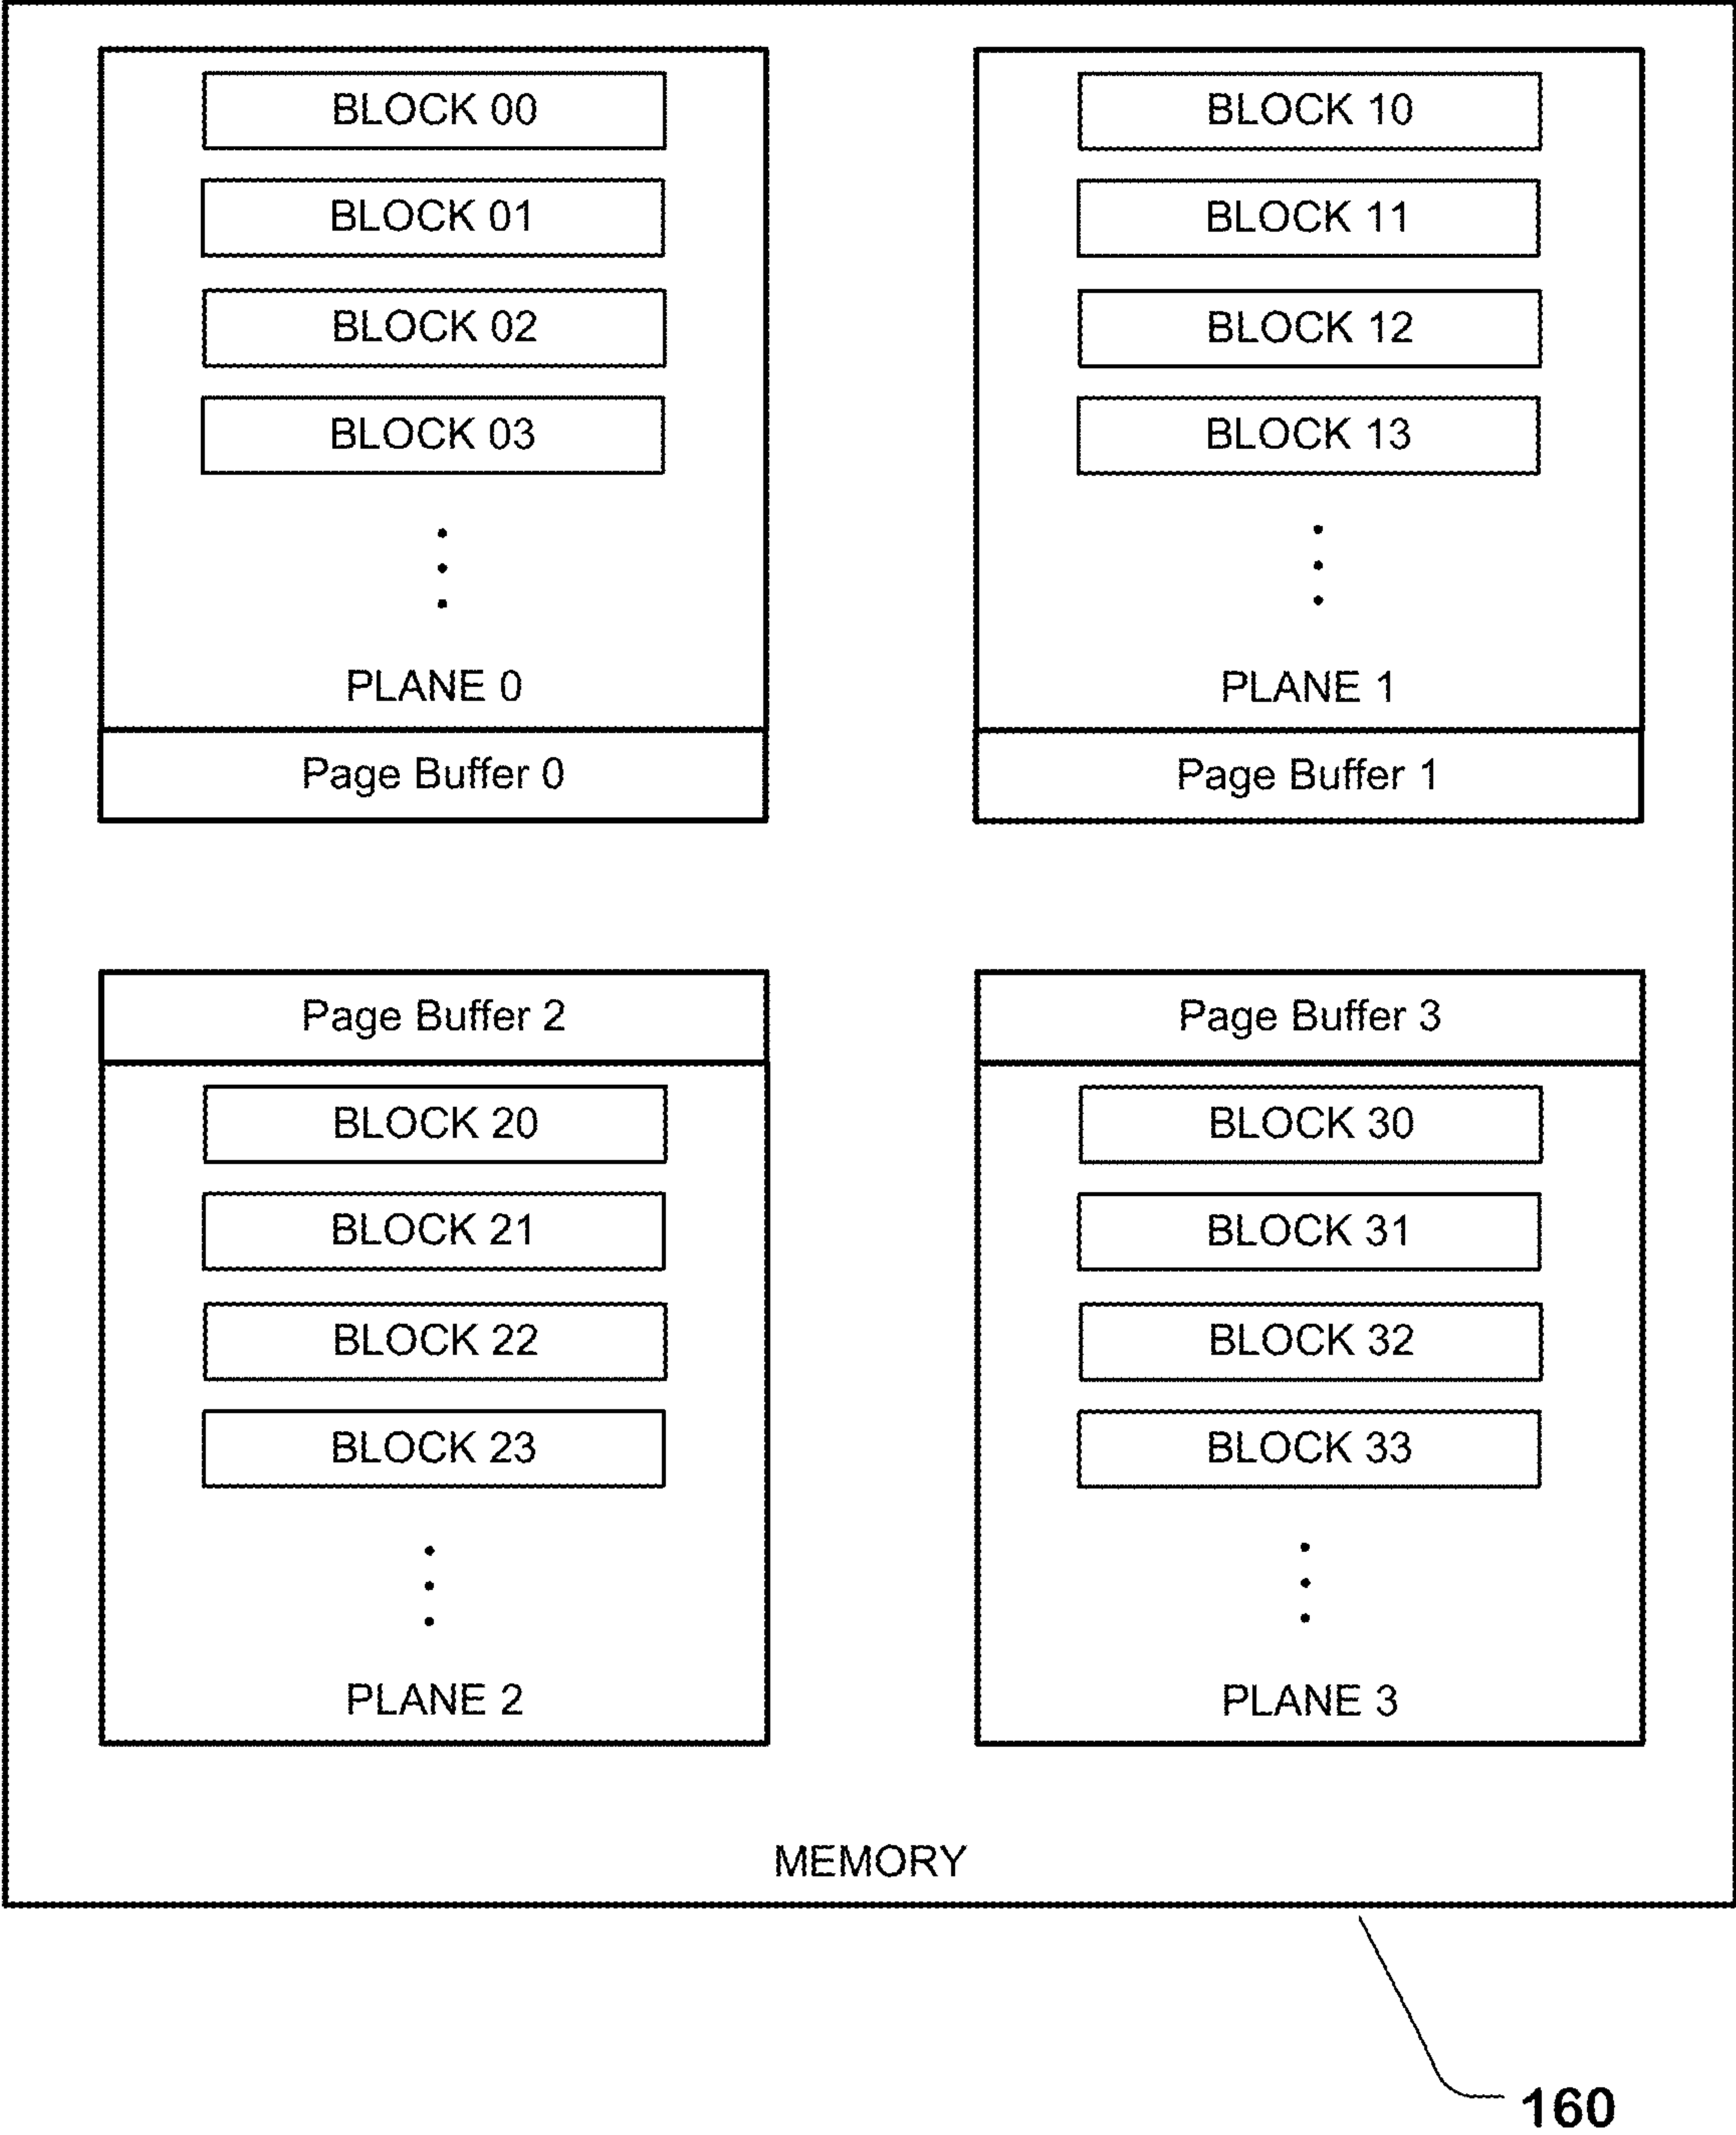 BLOCK 00
BLOCK 01
BLOCK 02
BLOCK 03
PLANE 0
Page Buffer 0
BLOCK 10
BLOCK 11
BLOCK 12
BLOCK 13
PLANE 1
Page Buffer 1
Page Buffer 2
BLOCK 20
BLOCK 21
BLOCK 22
BLOCK 23
PLANE 2
Page Buffer 3
BLOCK 30
BLOCK 31
BLOCK 32
BLOCK 33
PLANE 3
MEMORY
160